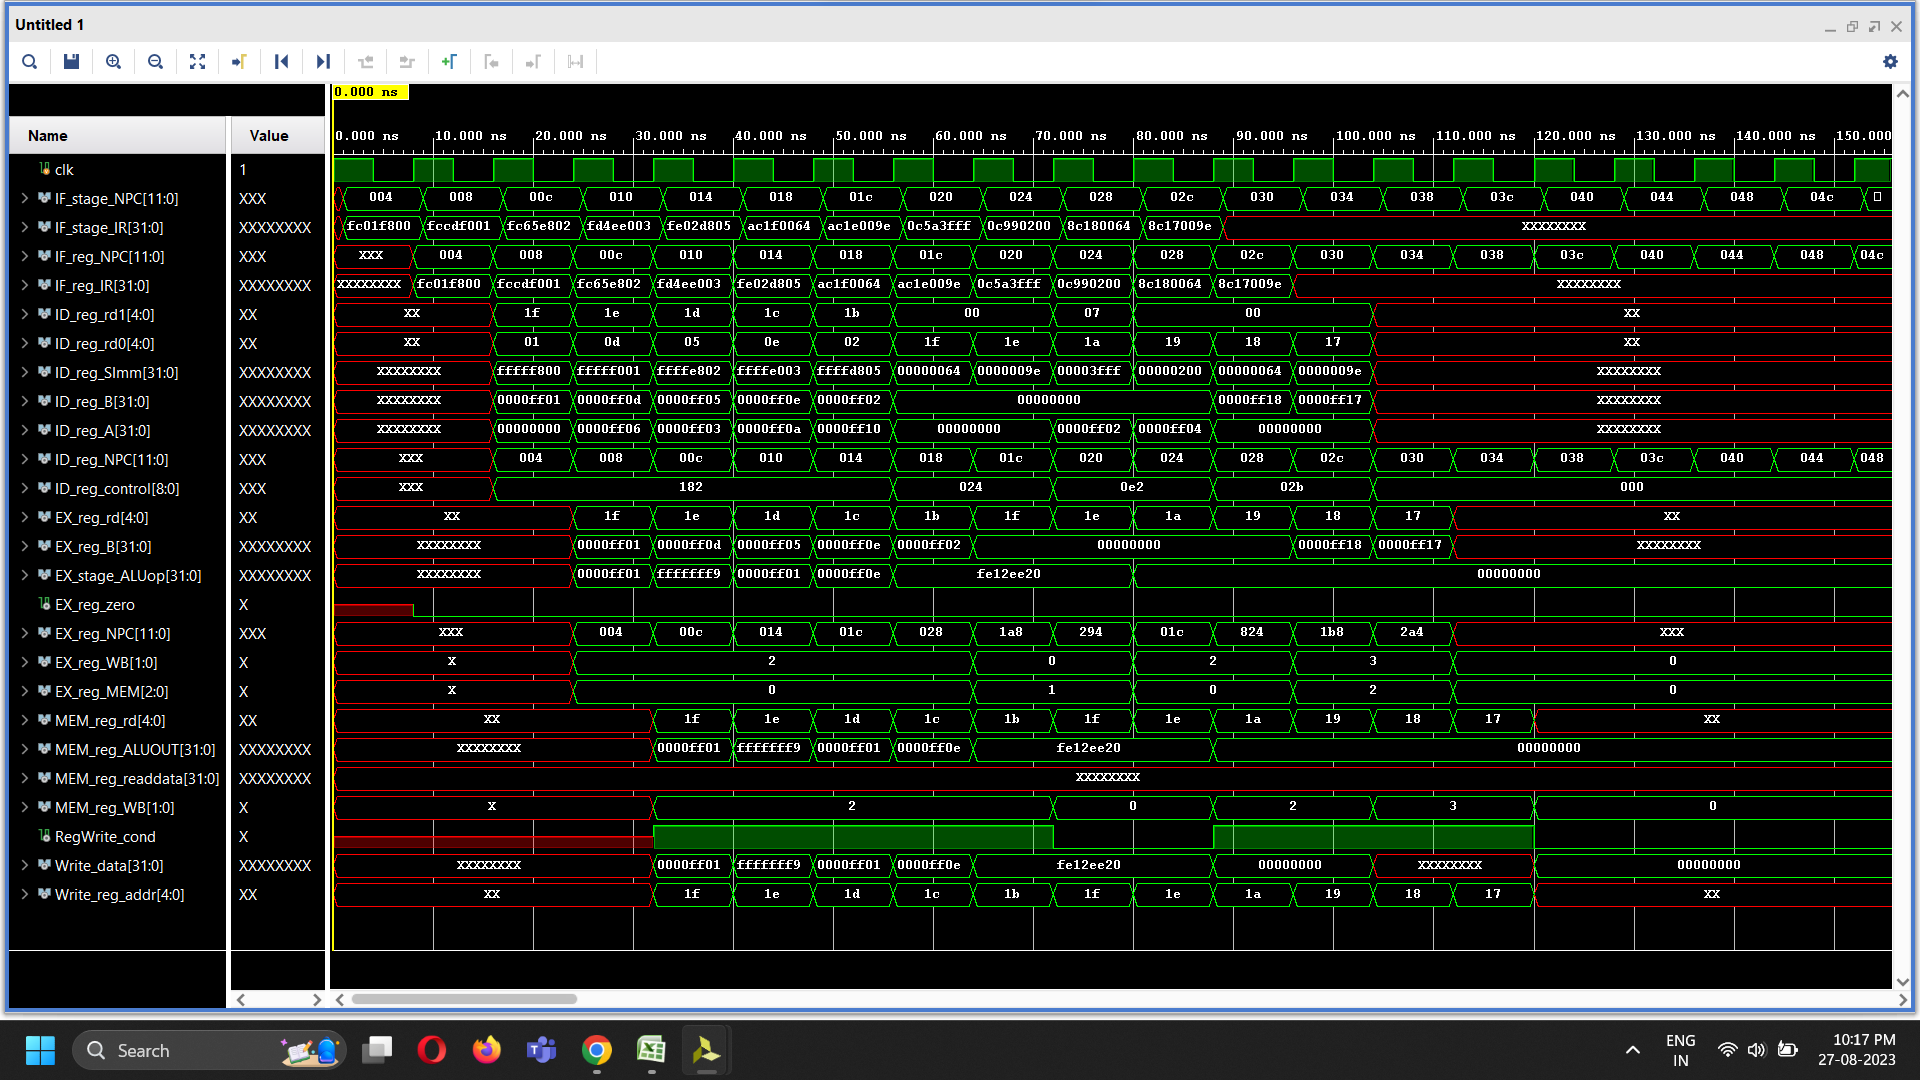 Untitled 1
0.000 ns
Name Value
0.000 ns 10.000 ns 20.000 ns 30.000 ns 40.000 ns 50.000 ns 60.000 ns 70.000 ns 80.000 ns 90.000 ns 100.000 ns 110.000 ns 120.000 ns 130.000 ns 140.000 ns 150.000
clk 1
IF_stage_NPC[11:0] XXX 004 008 00c 010 014 018 01c 020 024 028 02c 030 034 038 03c 040 044 048 04c
IF_stage_IR[31:0] XXXXXXXX fc01f800 fccdf001 fc65e802 fd4ee003 fe02d805 ac1f0064 ac1e009e 0c5a3fff 0c990200 8c180064 8c17009e XXXXXXXX
IF_reg_NPC[11:0] XXX XXX 004 008 00c 010 014 018 01c 020 024 028 02c 030 034 038 03c 040 044 048 04c
IF_reg_IR[31:0] XXXXXXXX XXXXXXXX fc01f800 fccdf001 fc65e802 fd4ee003 fe02d805 ac1f0064 ac1e009e 0c5a3fff 0c990200 8c180064 8c17009e XXXXXXXX
ID_reg_rd1[4:0] XX XX 1f 1e 1d 1c 1b 00 07 00 XX
ID_reg_rd0[4:0] XX XX 01 0d 05 0e 02 1f 1e 1a 19 18 17 XX
ID_reg_SImm[31:0] XXXXXXXX XXXXXXXX fffff800 fffff001 ffffe802 ffffe003 ffffd805 00000064 0000009e 00003fff 00000200 00000064 0000009e XXXXXXXX
ID_reg_B[31:0] XXXXXXXX XXXXXXXX 0000ff01 0000ff0d 0000ff05 0000ff0e 0000ff02 00000000 0000ff18 0000ff17 XXXXXXXX
ID_reg_A[31:0] XXXXXXXX XXXXXXXX 00000000 0000ff06 0000ff03 0000ff0a 0000ff10 00000000 0000ff02 0000ff04 00000000 XXXXXXXX
ID_reg_NPC[11:0] XXX XXX 004 008 00c 010 014 018 01c 020 024 028 02c 030 034 038 03c 040 044 048
ID_reg_control[8:0] XXX XXX 182 024 0e2 02b 000
EX_reg_rd[4:0] XX XX 1f 1e 1d 1c 1b 1f 1e 1a 19 18 17 XX
EX_reg_B[31:0] XXXXXXXX XXXXXXXX 0000ff01 0000ff0d 0000ff05 0000ff0e 0000ff02 00000000 0000ff18 0000ff17 XXXXXXXX
EX_stage_ALUop[31:0] XXXXXXXX XXXXXXXX 0000ff01 fffffff9 0000ff01 0000ff0e fe12ee20 00000000
EX_reg_zero X
EX_reg_NPC[11:0] XXX XXX 004 00c 014 01c 028 1a8 294 01c 824 1b8 2a4 XXX
EX_reg_WB[1:0] X X 2 0 2 3 0
EX_reg_MEM[2:0] X X 0 1 0 2 0
MEM_reg_rd[4:0] XX XX 1f 1e 1d 1c 1b 1f 1e 1a 19 18 17 XX
MEM_reg_ALUOUT[31:0] XXXXXXXX XXXXXXXX 0000ff01 fffffff9 0000ff01 0000ff0e fe12ee20 00000000
MEM_reg_readdata[31:0] XXXXXXXX XXXXXXXX
MEM_reg_WB[1:0] X X 2 0 2 3 0
RegWrite_cond X
Write_data[31:0] XXXXXXXX XXXXXXXX 0000ff01 fffffff9 0000ff01 0000ff0e fe12ee20 00000000 XXXXXXXX 00000000
Write_reg_addr[4:0] XX XX 1f 1e 1d 1c 1b 1f 1e 1a 19 18 17 XX
Search
ENG
IN
10:17 PM
27-08-2023